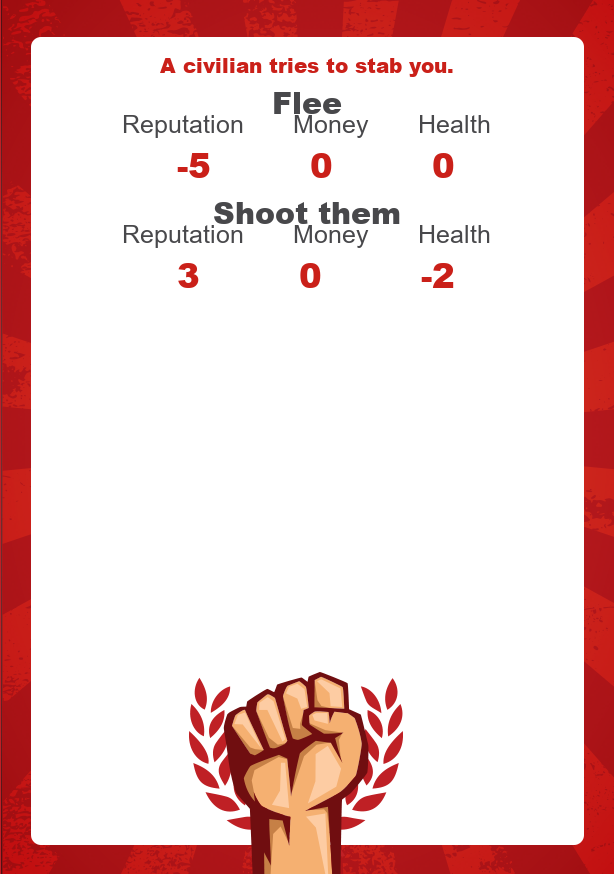 A civilian tries to stab you.
Flee
Reputation Money Health
-5 0 0
Shoot them
Reputation Money Health
3 0 -2